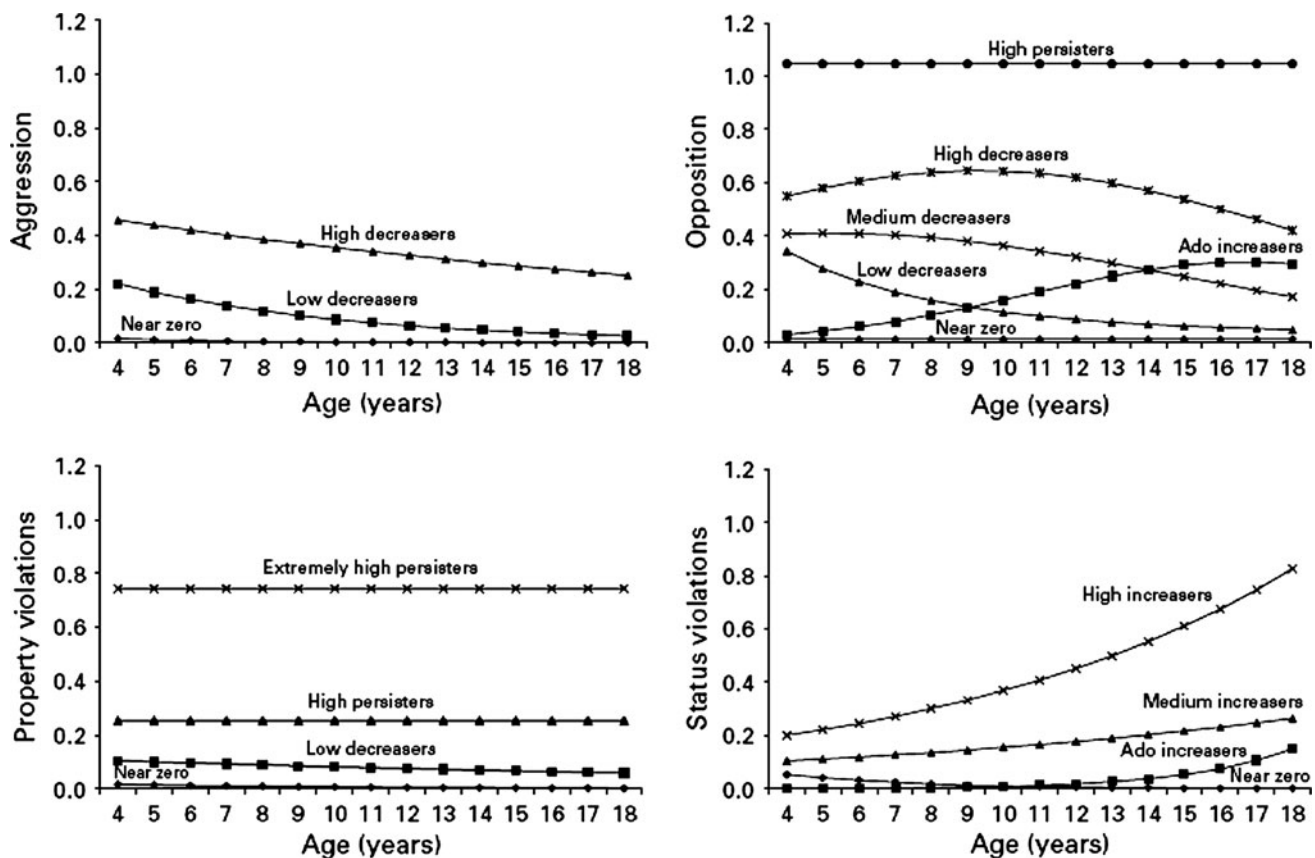 Aggression
1.2
1.0
0.8
0.6
0.4
0.2
0.0
High decreasers
Low decreasers
Near zero
4 5 6 7 8 9 10 11 12 13 14 15 16 17 18
Age (years)
Opposition
1.2
1.0
0.8
0.6
0.4
0.2
0.0
High persisters
High decreasers
Medium decreasers
Ado increasers
Low decreasers
Near zero
4 5 6 7 8 9 10 11 12 13 14 15 16 17 18
Age (years)
Property violations
1.2
1.0
0.8
0.6
0.4
0.2
0.0
Extremely high persisters
High persisters
Low decreasers
Near zero
4 5 6 7 8 9 10 11 12 13 14 15 16 17 18
Age (years)
Status violations
1.2
1.0
0.8
0.6
0.4
0.2
0.0
High increasers
Medium increasers
Ado increasers
Near zero
4 5 6 7 8 9 10 11 12 13 14 15 16 17 18
Age (years)